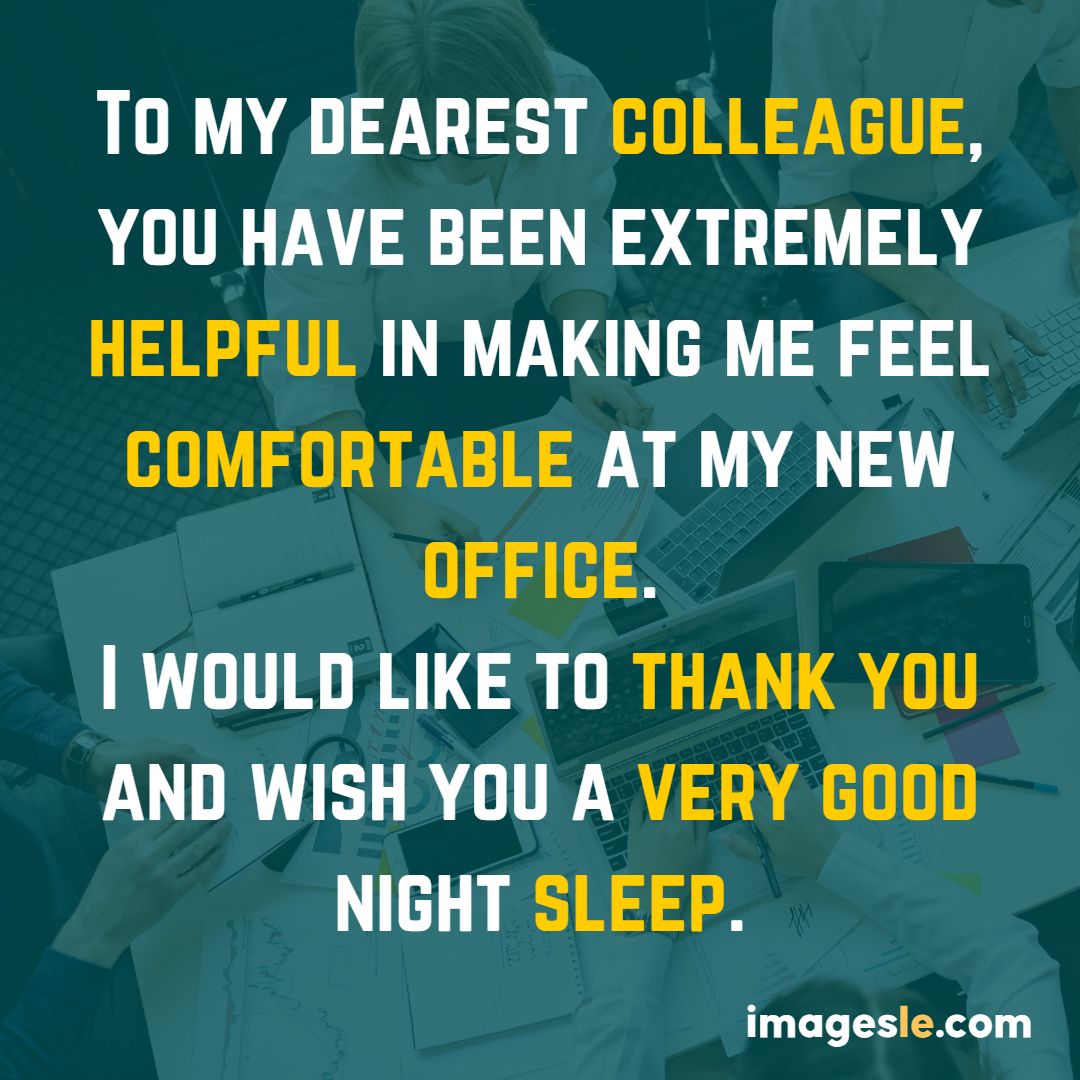 To my dearest colleague,
you have been extremely
helpful in making me feel
comfortable at my new
office.
I would like to thank you
and wish you a very good
night sleep.
imagesle.com